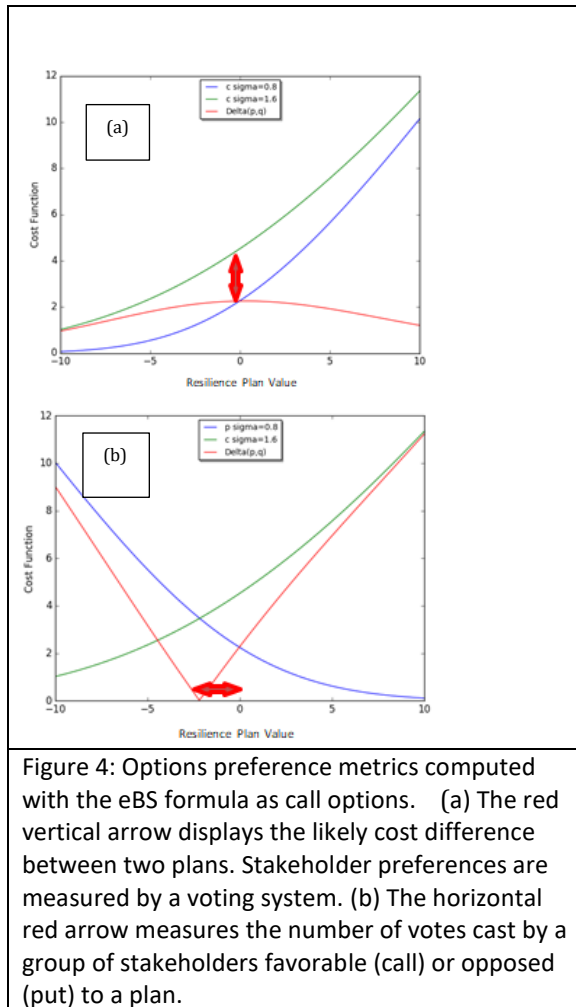 12
c sigma=0.8
c sigma=1.6
Delta(p,q)
(a)
10
8
6
4
2
0
Cost Function
−10 −5 0 5 10
Resilience Plan Value
12
p sigma=0.8
c sigma=1.6
Delta(p,q)
(b)
10
8
6
4
2
0
Cost Function
−10 −5 0 5 10
Resilience Plan Value
Figure 4: Options preference metrics computed
with the eBS formula as call options. (a) The red
vertical arrow displays the likely cost difference
between two plans. Stakeholder preferences are
measured by a voting system. (b) The horizontal
red arrow measures the number of votes cast by a
group of stakeholders favorable (call) or opposed
(put) to a plan.